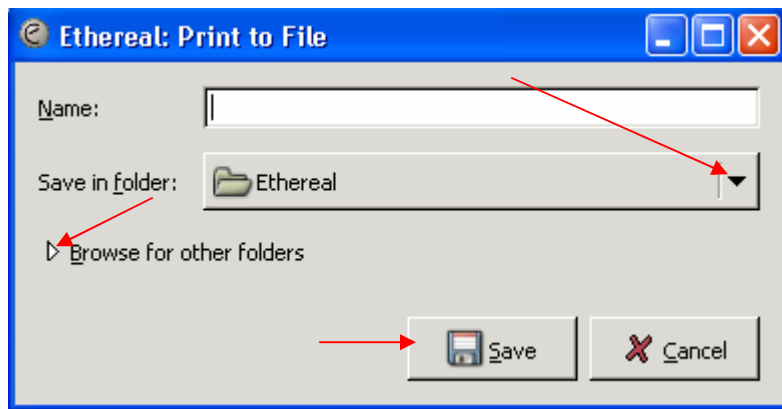 Ethereal: Print to File
Name:
Save in folder: Ethereal
Browse for other folders
Save Cancel